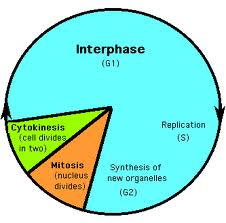 Interphase
(G1)
Replication
(S)
Synthesis of
new organelles
(G2)
Mitosis
(nucleus
divides)
Cytokinesis
(cell divides
in two)